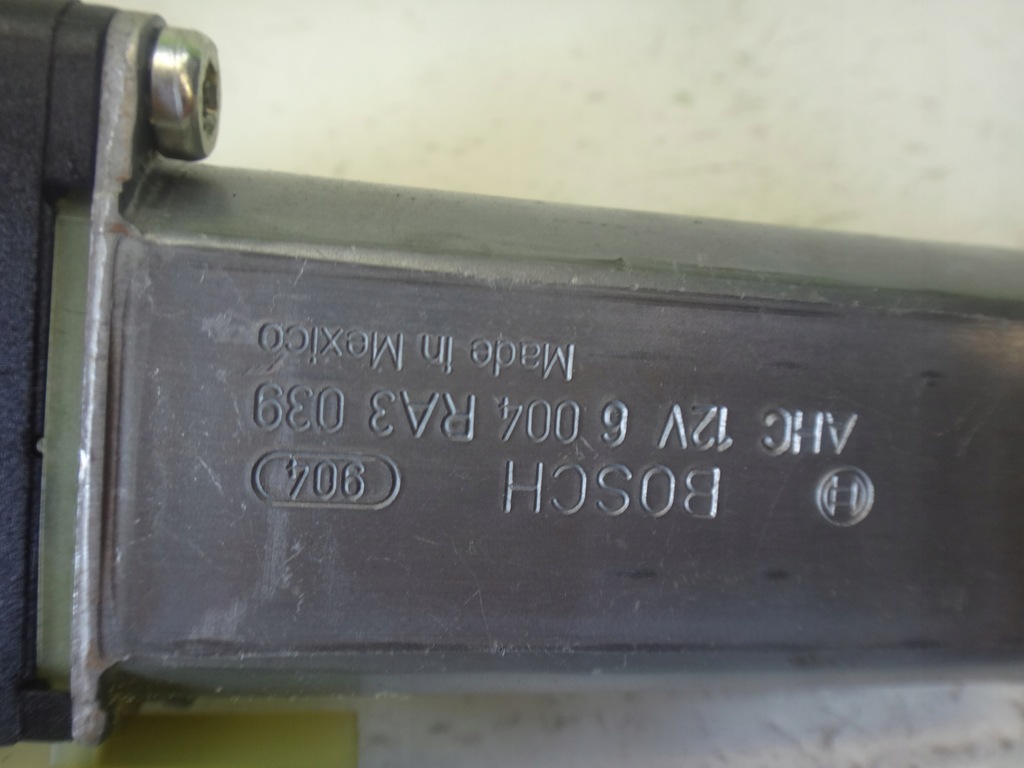 BOSCH 904
AHC 12V 6 004 RA3 039
Made in Mexico